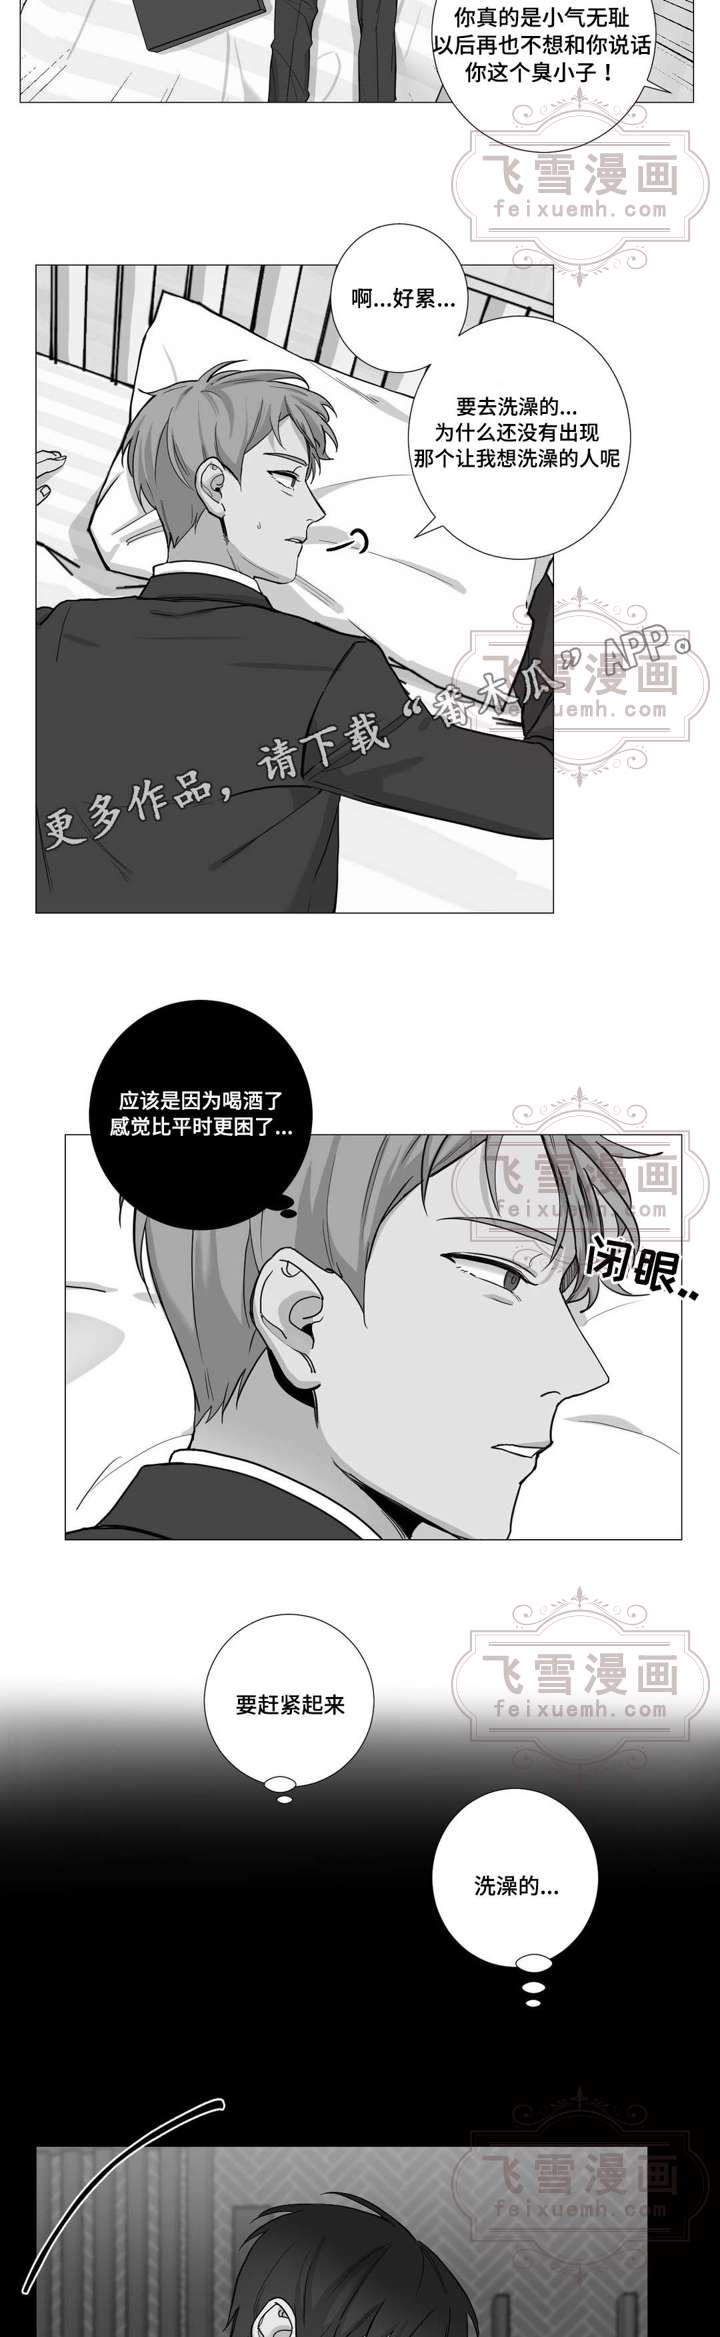 你真的是小气无耻
以后再也不想和你说话
你这个臭小子！
飞雪漫画
feixuemh.com
啊...好累...
要去洗澡的...
为什么还没有出现
那个让我想洗澡的人呢
飞雪漫画
feixuemh.com
更多作品，请下载“番木瓜”APP。
应该是因为喝酒了
感觉比平时更困了...
飞雪漫画
feixuemh.com
闭眼..
飞雪漫画
feixuemh.com
要赶紧起来
洗澡的...
飞雪漫画
feixuemh.com